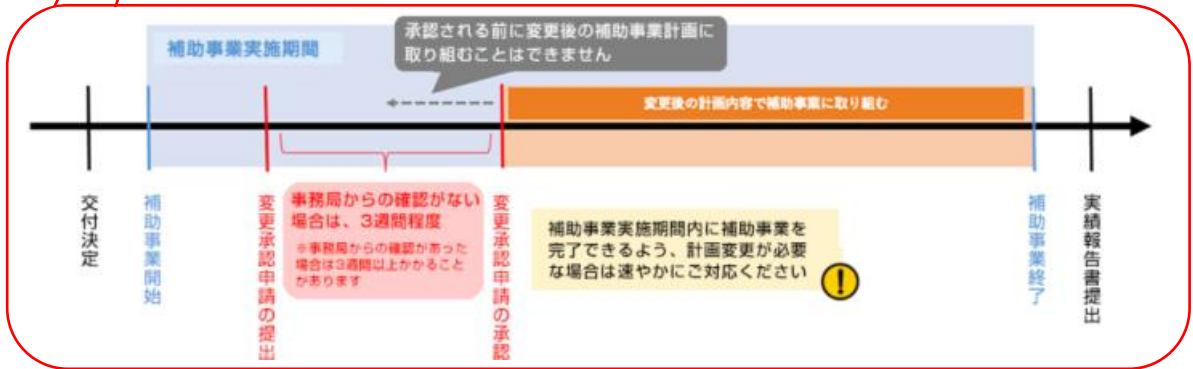 補助事業実施期間
承認される前に変更後の補助事業計画に
取り組むことはできません
変更後の計画内容で補助事業に取り組む
交付決定
補助事業開始
変更承認申請の提出
事務局からの確認がない
場合は、3週間程度
※事務局からの確認があった
場合は3週間以上かかること
があります
変更承認申請の承認
補助事業実施期間内に補助事業を
完了できるよう、計画変更が必要
な場合は速やかにご対応ください
!
補助事業終了
実績報告書提出